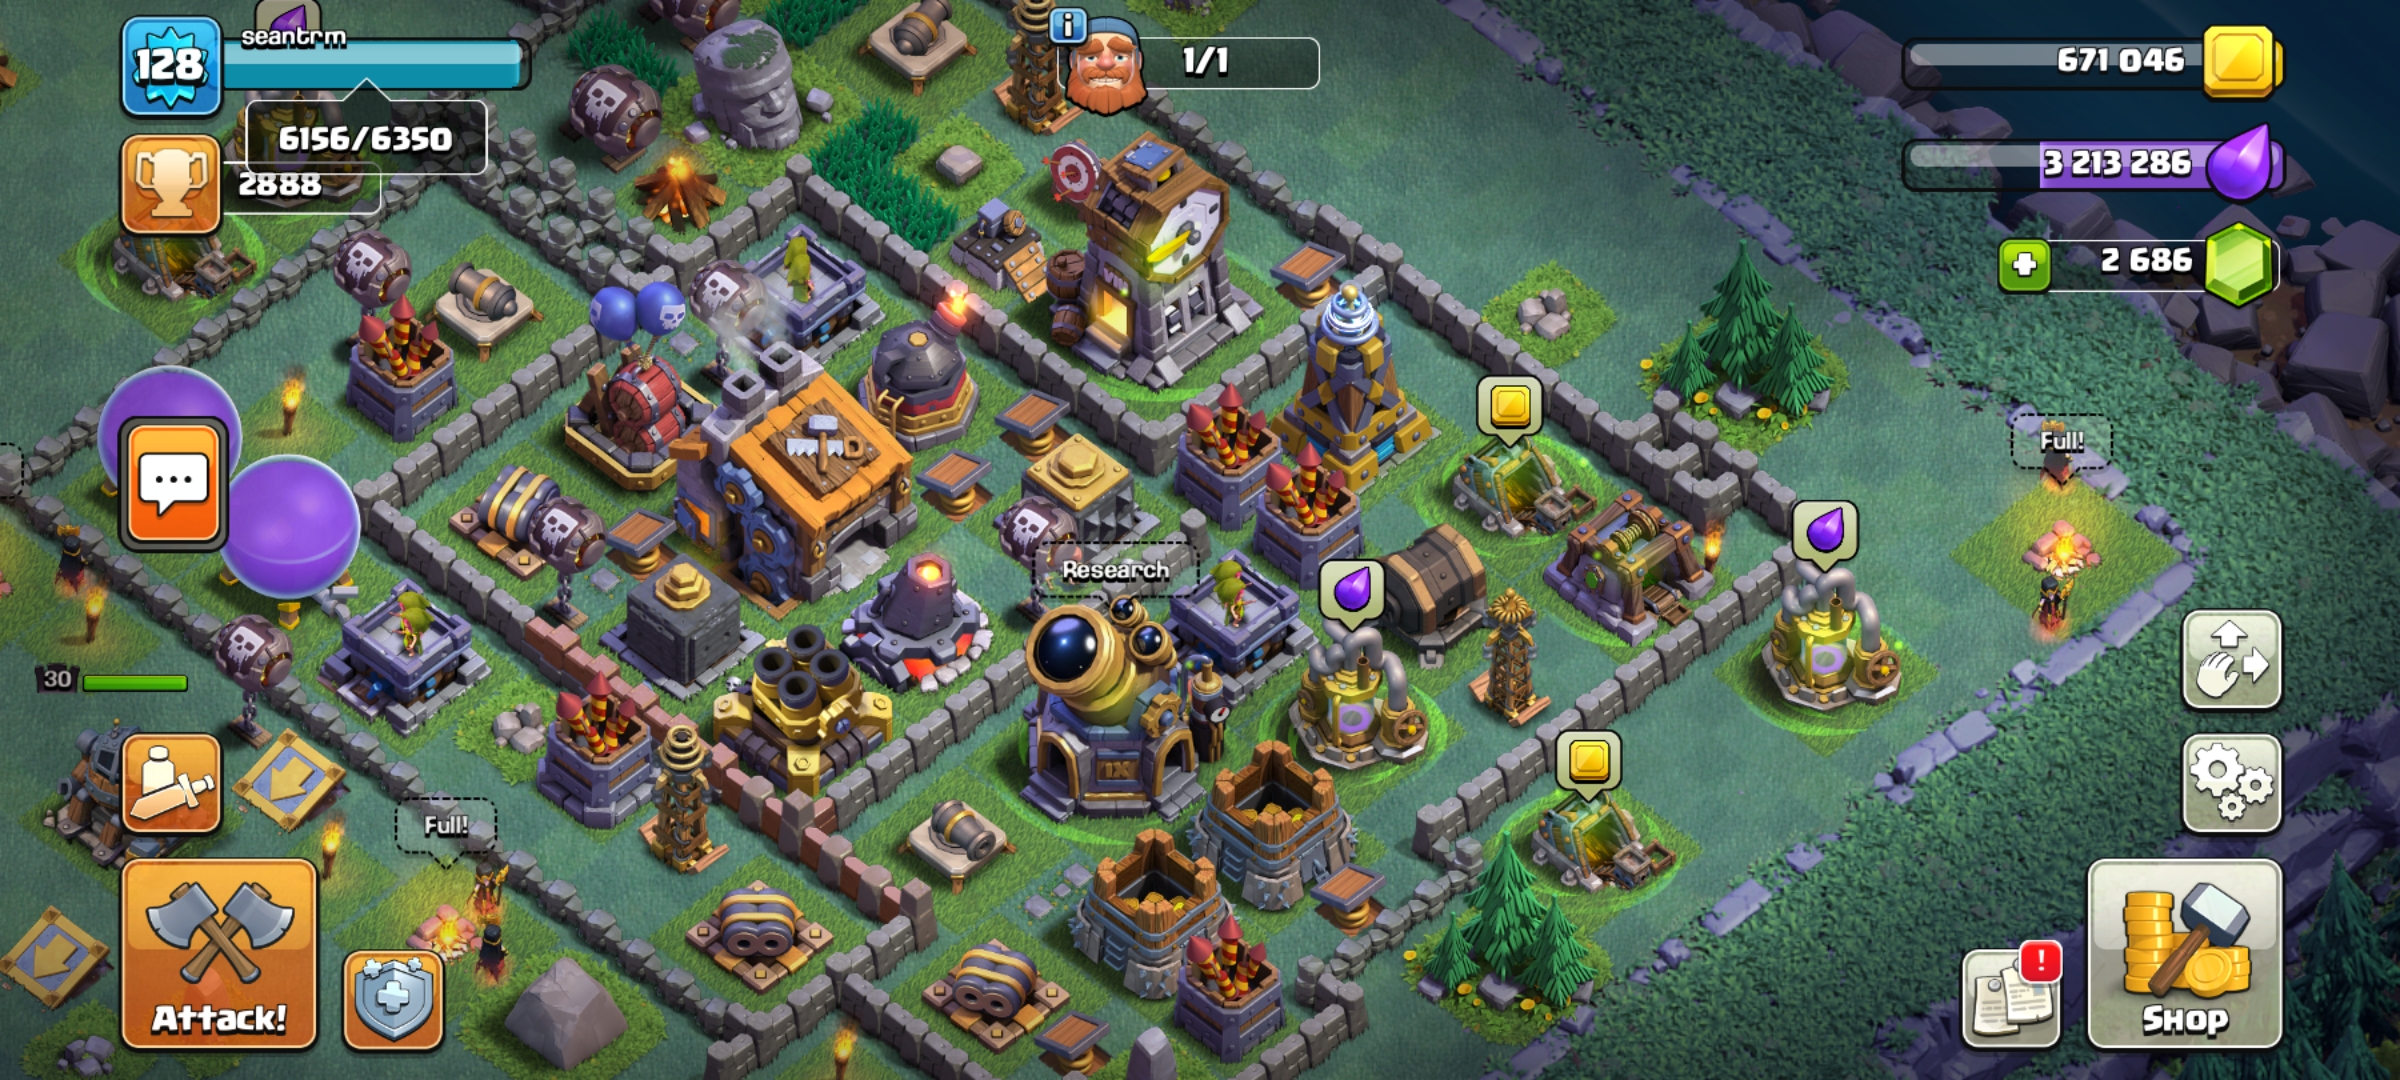 128
seantrm
6156/6350
2888
i
1/1
671 046
3 213 286
2 686
Full!
Research
30
Full!
IX
Attack!
!
Shop